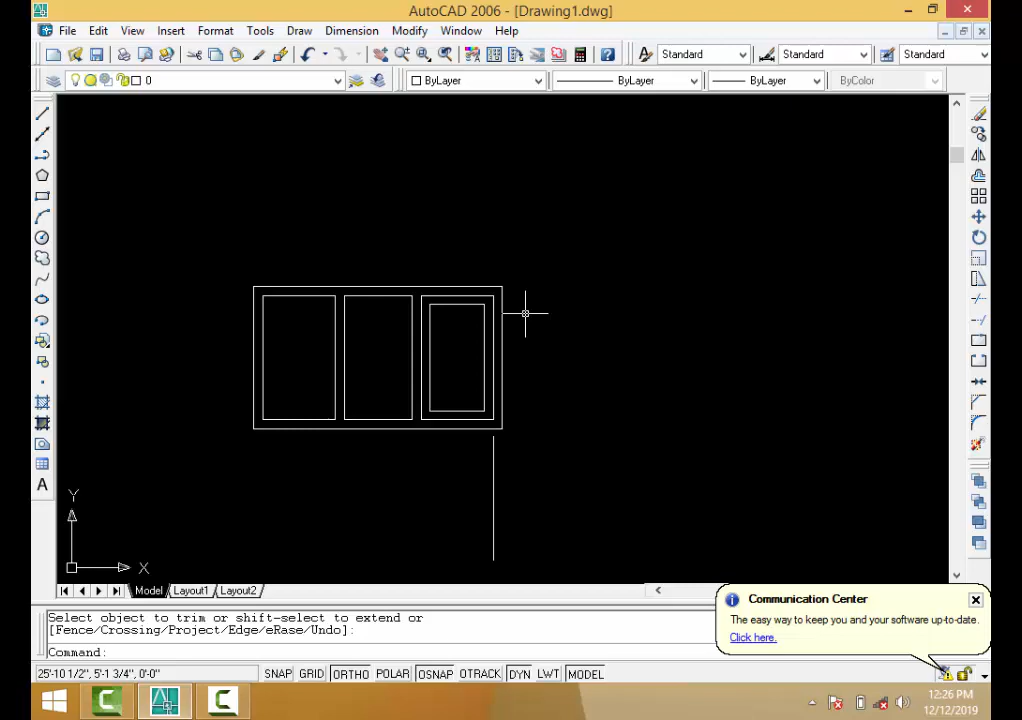 AutoCAD 2006 - [Drawing1.dwg]
File Edit View Insert Format Tools Draw Dimension Modify Window Help
Standard Standard Standard
0 ByLayer ByLayer ByLayer ByColor
A
Y
X
Model Layout1 Layout2
Communication Center
The easy way to keep you and your software up-to-date.
Click here.
Select object to trim or shift-select to extend or
[Fence/Crossing/Project/Edge/eRase/Undo]:
Command:
25'-10 1/2", 5'-1 3/4", 0'-0" SNAP GRID ORTHO POLAR OSNAP OTRACK DYN LWT MODEL
12:26 PM
12/12/2019